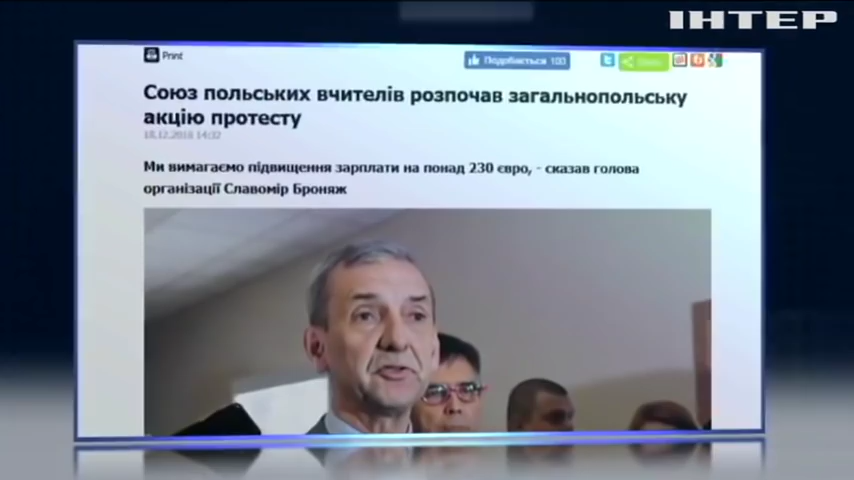 ІНТЕР
Print
Подобається 100
Союз польських вчителів розпочав загальнопольську
акцію протесту
18.12.2018 14:32
Ми вимагаємо підвищення зарплати на понад 230 євро, - сказав голова
організації Славомір Броняж